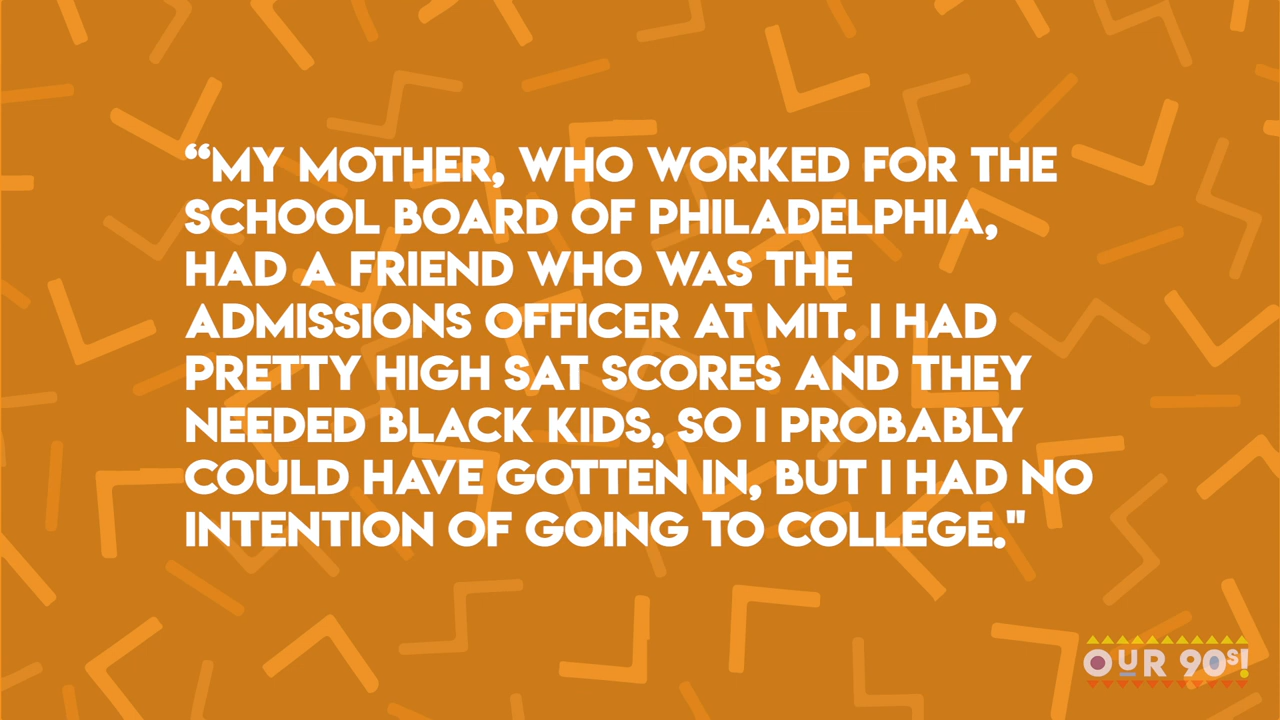 “MY MOTHER, WHO WORKED FOR THE
SCHOOL BOARD OF PHILADELPHIA,
HAD A FRIEND WHO WAS THE
ADMISSIONS OFFICER AT MIT. I HAD
PRETTY HIGH SAT SCORES AND THEY
NEEDED BLACK KIDS, SO I PROBABLY
COULD HAVE GOTTEN IN, BUT I HAD NO
INTENTION OF GOING TO COLLEGE."
OUR 90s!